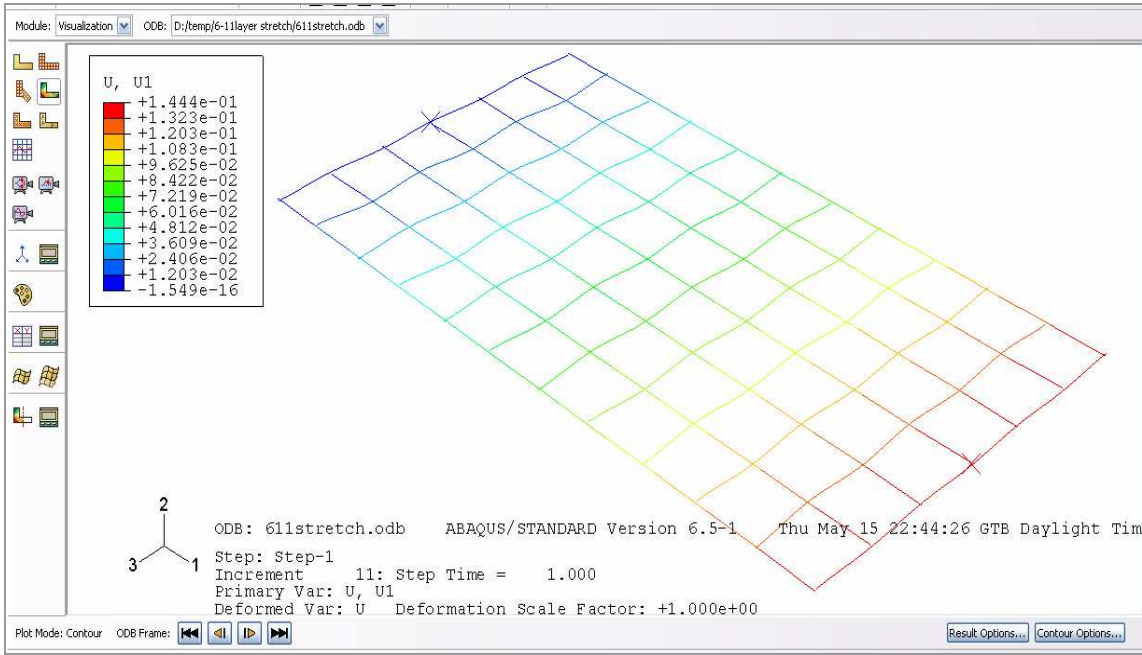 Module: Visualization ODB: D:/temp/6-11layer stretch/611stretch.odb
U, U1
+1.444e-01
+1.323e-01
+1.203e-01
+1.083e-01
+9.625e-02
+8.422e-02
+7.219e-02
+6.016e-02
+4.812e-02
+3.609e-02
+2.406e-02
+1.203e-02
-1.549e-16
2
3
1
ODB: 611stretch.odb ABAQUS/STANDARD Version 6.5-1 Thu May 15 22:44:26 GTB Daylight Tim
Step: Step-1
Increment 11: Step Time = 1.000
Primary Var: U, U1
Deformed Var: U Deformation Scale Factor: +1.000e+00
Plot Mode: Contour ODB Frame: Result Options... Contour Options...